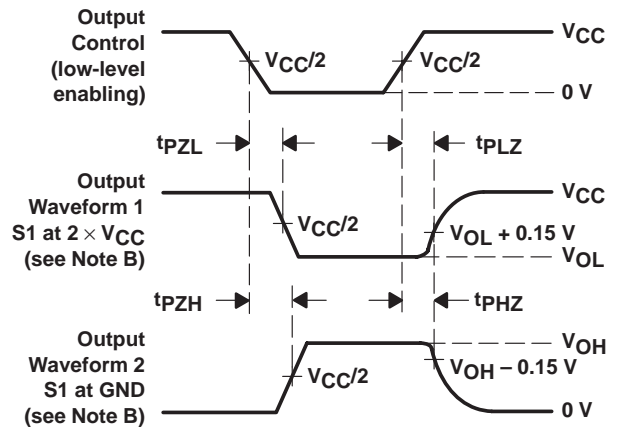 Output
Control
(low-level
enabling)
VCC/2
VCC/2
VCC
0 V
tPZL
tPLZ
Output
Waveform 1
S1 at 2 × VCC
(see Note B)
VCC/2
VCC
VOL + 0.15 V
VOL
tPZH
tPHZ
Output
Waveform 2
S1 at GND
(see Note B)
VCC/2
VOH
VOH – 0.15 V
0 V